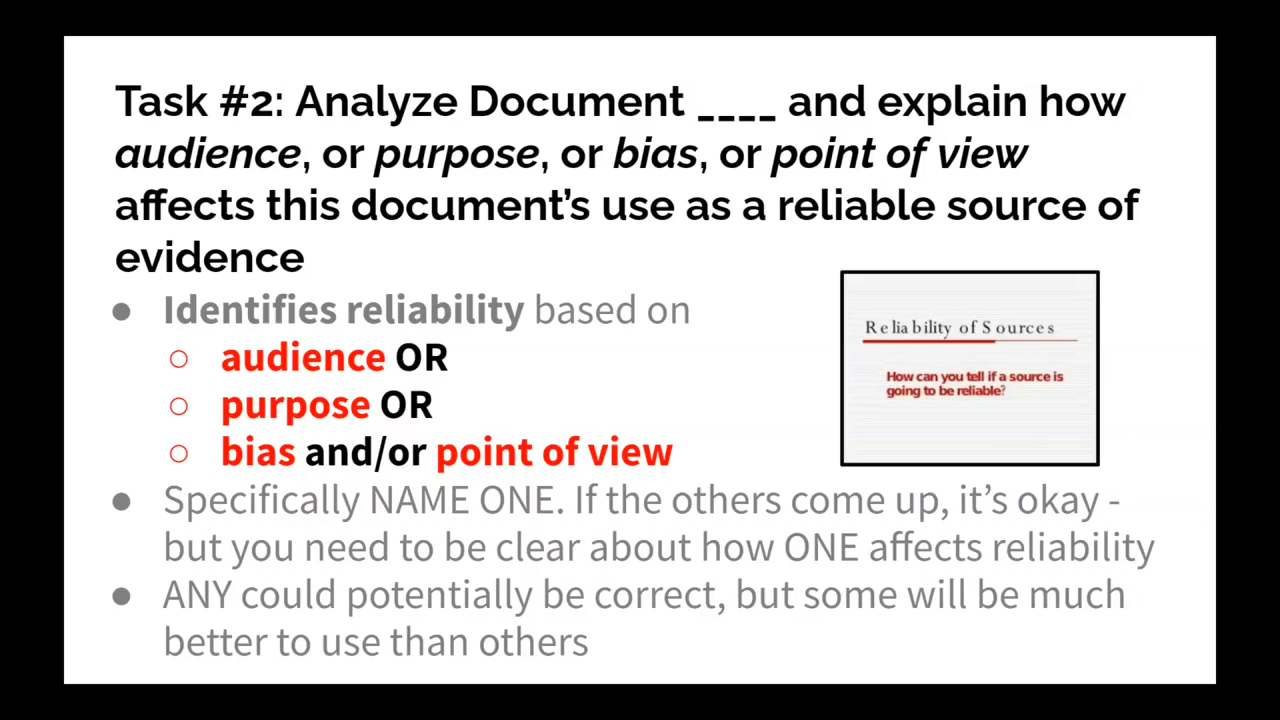 Task #2: Analyze Document ____ and explain how
audience, or purpose, or bias, or point of view
affects this document’s use as a reliable source of
evidence
● Identifies reliability based on
○ audience OR
○ purpose OR
○ bias and/or point of view
Reliability of Sources
How can you tell if a source is
going to be reliable?
● Specifically NAME ONE. If the others come up, it’s okay -
but you need to be clear about how ONE affects reliability
● ANY could potentially be correct, but some will be much
better to use than others